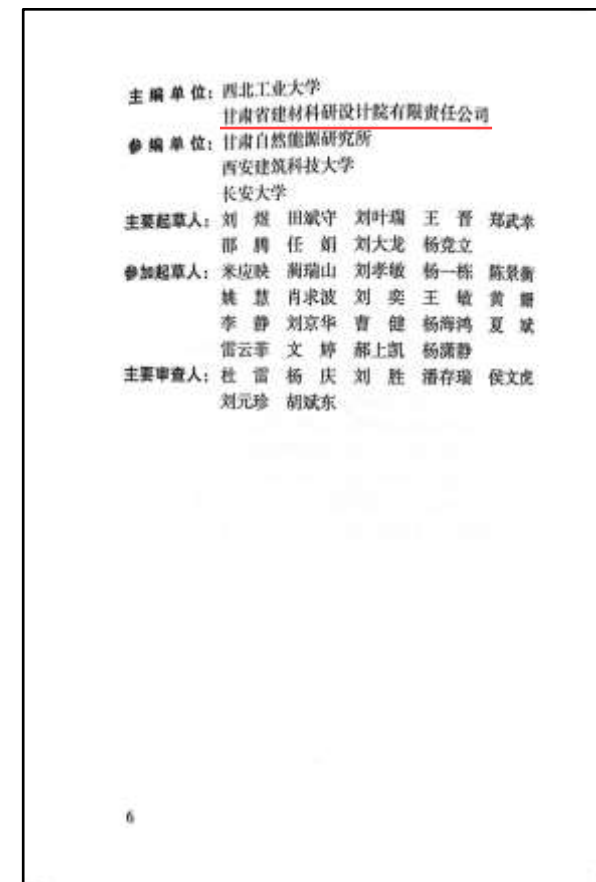 主编单位：西北工业大学
甘肃省建材科研设计院有限责任公司
参编单位：甘肃自然能源研究所
西安建筑科技大学
长安大学
主要起草人：刘 煜 田斌守 刘叶瑞 王 晋 郑武幸
邵 腾 任 娟 刘大龙 杨党立
参加起草人：米应映 蔺瑞山 刘孝敏 杨一栋 陈景衡
姚 慧 肖求波 刘 奕 王 敏 黄 姗
李 静 刘京华 曹 健 杨海鸿 夏 斌
雷云菲 文 婷 郝上凯 杨潇静
主要审查人：杜 雷 杨 庆 刘 胜 潘存瑞 侯文虎
刘元珍 胡斌东
6